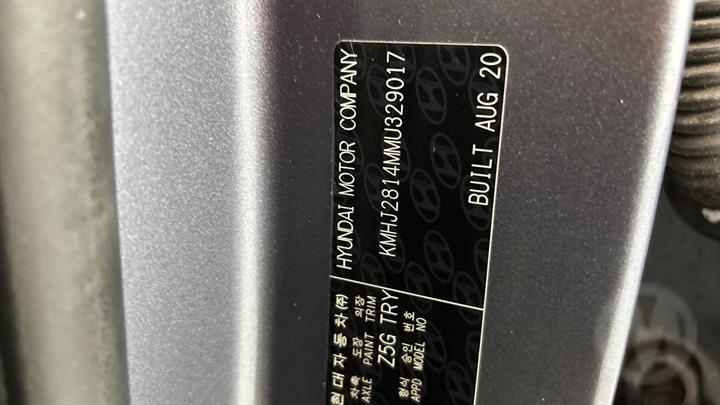 HYUNDAI MOTOR COMPANY
KMHJ2814MMU329017
BUILT AUG 20
현대자동차(주)
차축 도장 의장
AXLE PAINT TRIM
Z5G TRY
형식 승인 번호
APPD MODEL NO